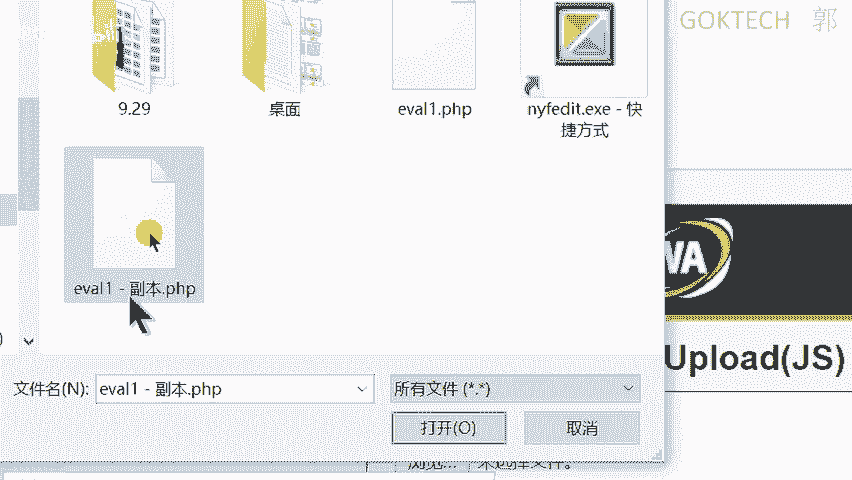 GOKTECH 郭
9.29
桌面
eval1.php
nyfedit.exe - 快
捷方式
eval1 - 副本.php
WA
Upload(JS)
文件名(N):
eval1 - 副本.php
所有文件 (*.*)
打开(O)
取消
浏览... 未选择文件。